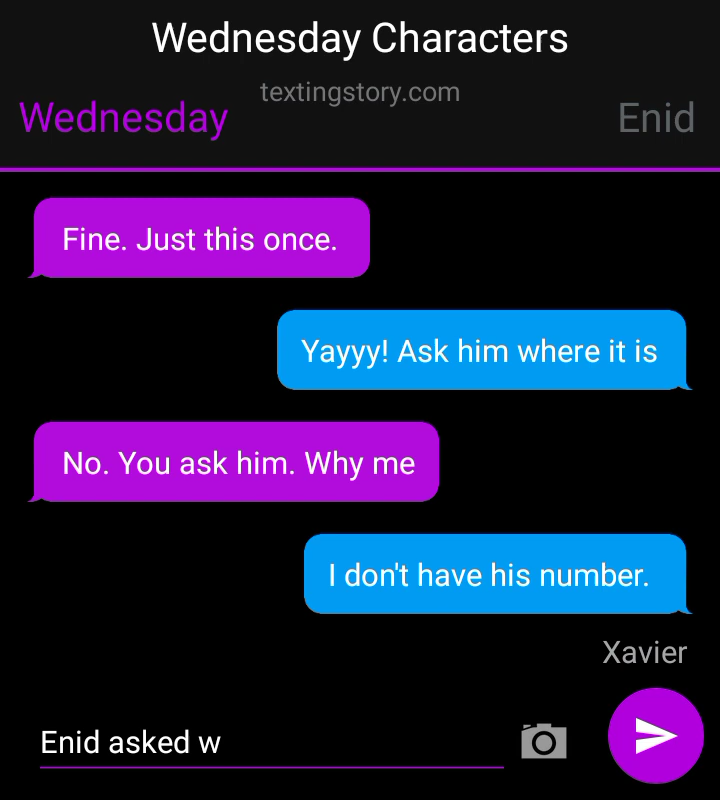 Wednesday Characters
textingstory.com
Wednesday
Enid
Fine. Just this once.
Yayyy! Ask him where it is
No. You ask him. Why me
I don't have his number.
Xavier
Enid asked w